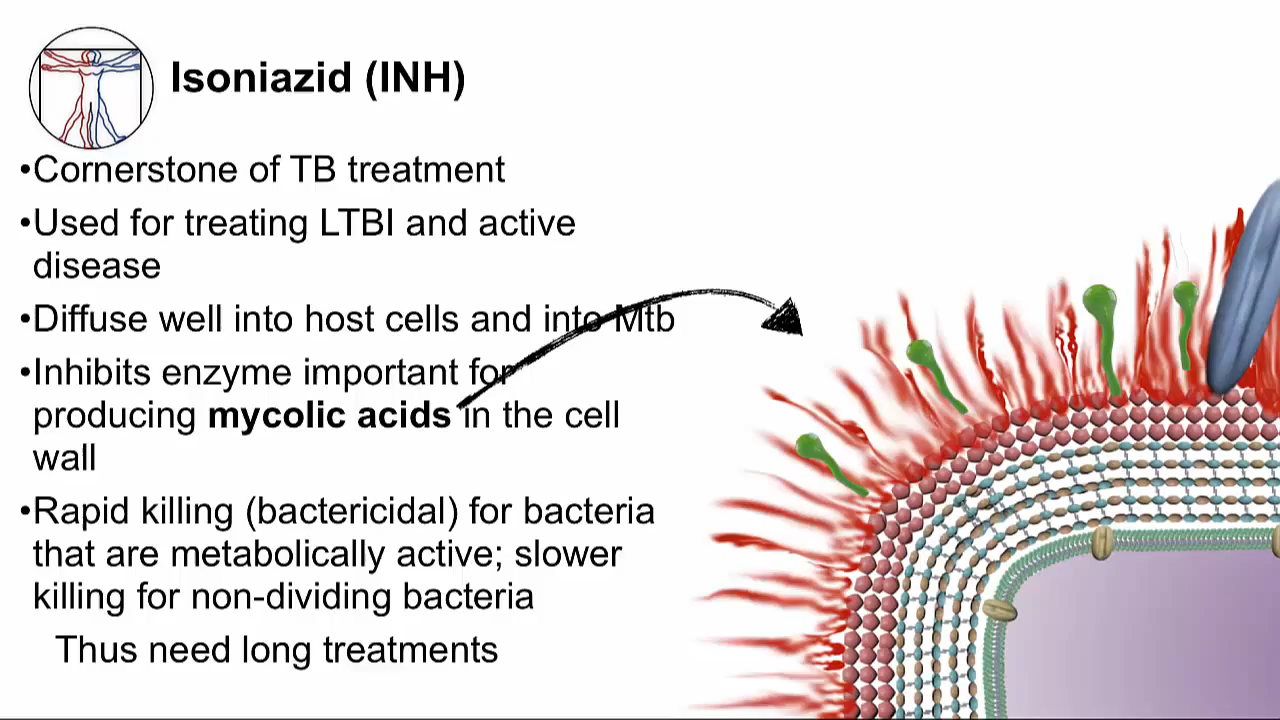 Isoniazid (INH)
•Cornerstone of TB treatment
•Used for treating LTBI and active
disease
•Diffuse well into host cells and into Mtb
•Inhibits enzyme important for
producing mycolic acids in the cell
wall
•Rapid killing (bactericidal) for bacteria
that are metabolically active; slower
killing for non-dividing bacteria
Thus need long treatments